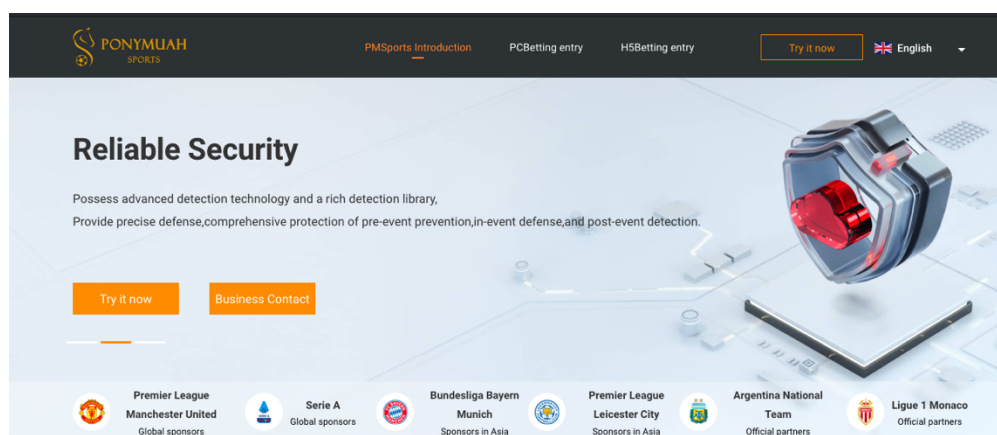 PONYMUAH
SPORTS
PMSports Introduction
PCBetting entry
H5Betting entry
Try it now
English
Reliable Security
Possess advanced detection technology and a rich detection library,
Provide precise defense,comprehensive protection of pre-event prevention,in-event defense,and post-event detection.
Try it now
Business Contact
Premier League
Manchester United
Global sponsors
Serie A
Global sponsors
Bundesliga Bayern
Munich
Sponsors in Asia
Premier League
Leicester City
Sponsors in Asia
Argentina National
Team
Official partners
Ligue 1 Monaco
Official partners